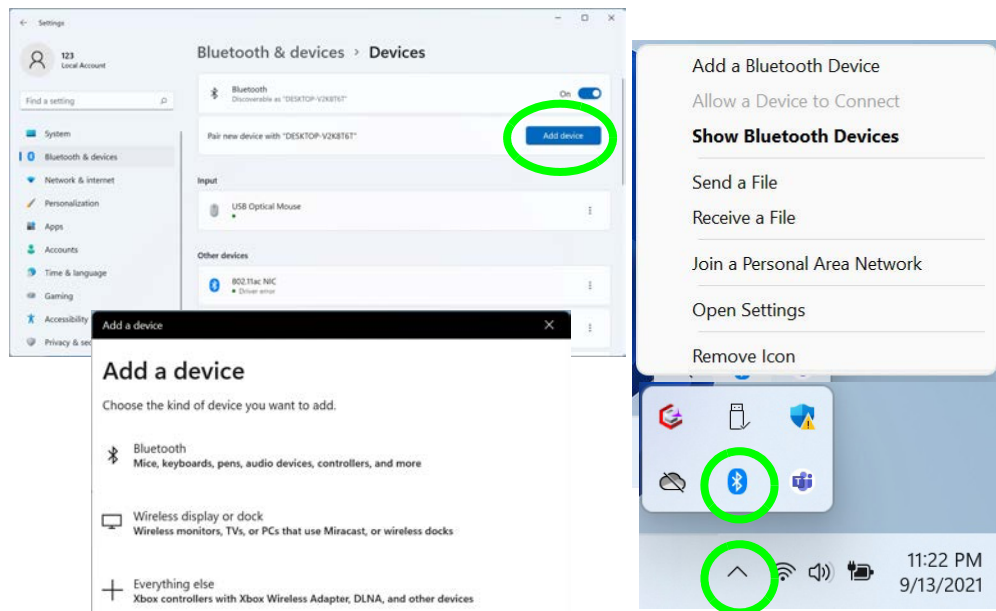 Settings
123
Local Account
Find a setting
System
Bluetooth & devices
Network & internet
Personalization
Apps
Accounts
Time & language
Gaming
Accessibility
Privacy & sec
Bluetooth & devices > Devices
Bluetooth
Discoverable as "DESKTOP-V2K8T6T"
On
Pair new device with "DESKTOP-V2K8T6T"
Add device
Input
USB Optical Mouse
Other devices
802.11ac NIC
Driver error
Add a device
Add a device
Choose the kind of device you want to add.
Bluetooth
Mice, keyboards, pens, audio devices, controllers, and more
Wireless display or dock
Wireless monitors, TVs, or PCs that use Miracast, or wireless docks
Everything else
Xbox controllers with Xbox Wireless Adapter, DLNA, and other devices
Add a Bluetooth Device
Allow a Device to Connect
Show Bluetooth Devices
Send a File
Receive a File
Join a Personal Area Network
Open Settings
Remove Icon
11:22 PM
9/13/2021